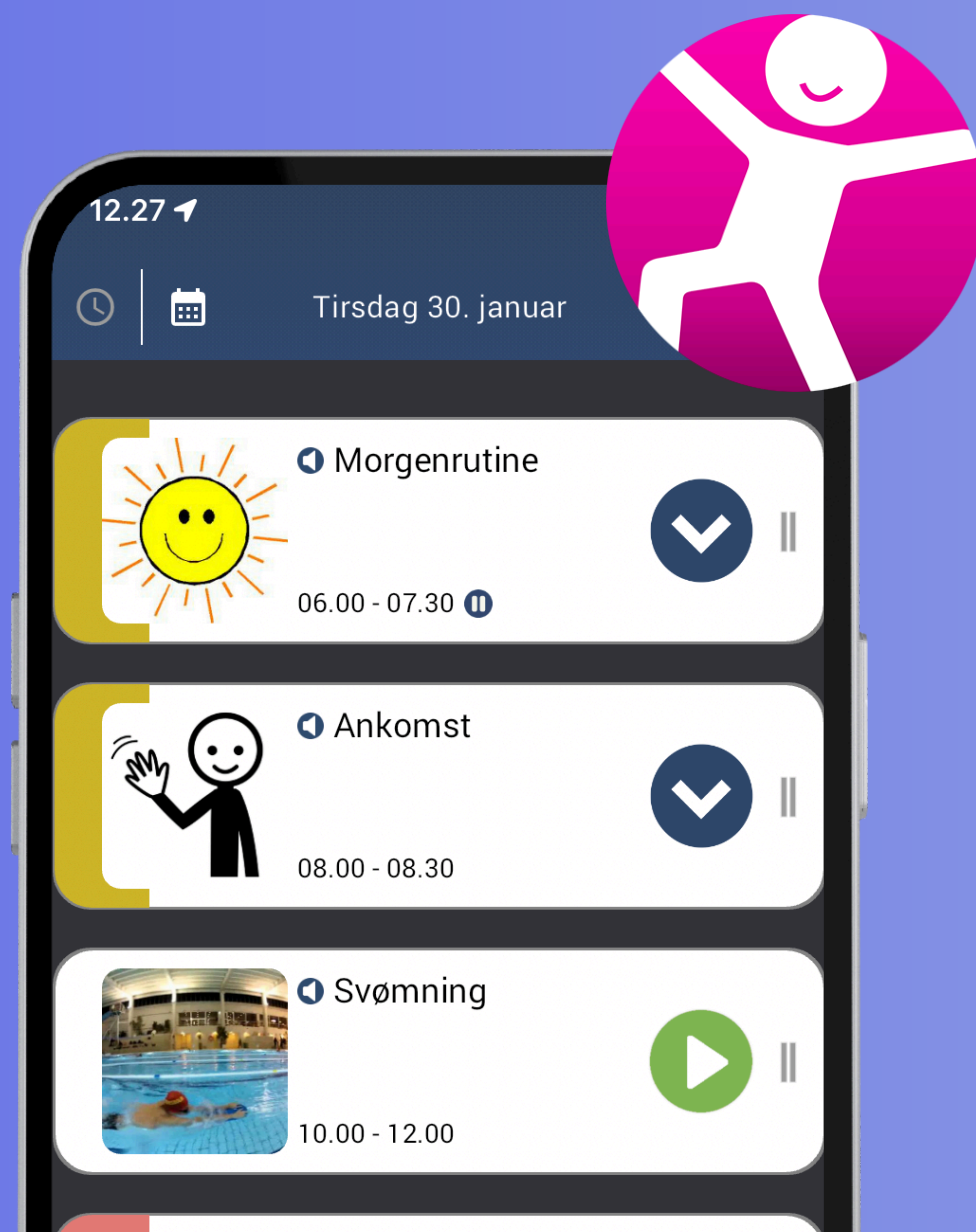 12.27
Tirsdag 30. januar
Morgenrutine
06.00 - 07.30
Ankomst
08.00 - 08.30
Svømning
10.00 - 12.00